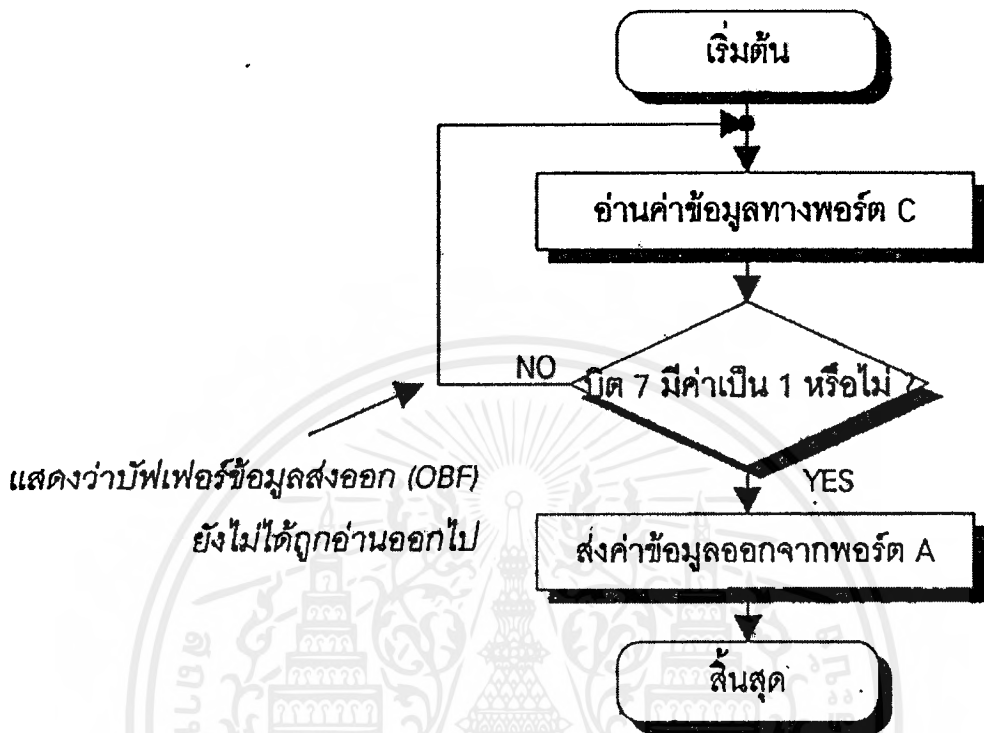 เริ่มต้น
อ่านค่าข้อมูลทางพอร์ต C
NO
บิต 7 มีค่าเป็น 1 หรือไม่ ?
แสดงว่าบัฟเฟอร์ข้อมูลส่งออก (OBF)
ยังไม่ได้ถูกอ่านออกไป
YES
ส่งค่าข้อมูลออกจากพอร์ต A
สิ้นสุด